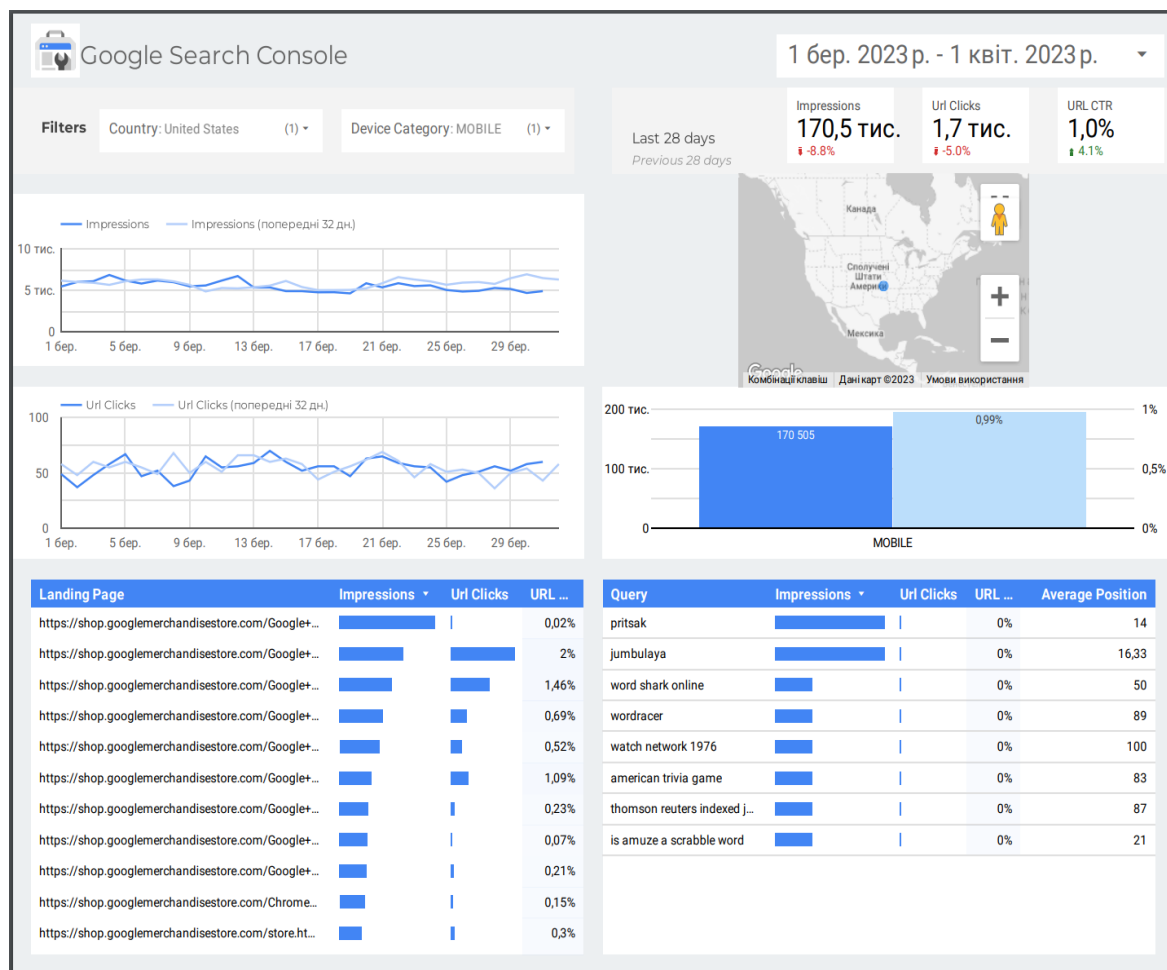 Google Search Console
1 бер. 2023 р. - 1 квіт. 2023 р.
Filters
Country: United States (1)
Device Category: MOBILE (1)
Last 28 days
Previous 28 days
Impressions
170,5 тис.
-8.8%
Url Clicks
1,7 тис.
-5.0%
URL CTR
1,0%
4.1%
Impressions Impressions (попередні 32 дн.)
10 тис.
5 тис.
0
1 бер. 5 бер. 9 бер. 13 бер. 17 бер. 21 бер. 25 бер. 29 бер.
Канада
Сполучені
Штати
Америки
Мексика
Google
Комбінації клавіш Дані карт ©2023 Умови використання
Url Clicks Url Clicks (попередні 32 дн.)
100
50
0
1 бер. 5 бер. 9 бер. 13 бер. 17 бер. 21 бер. 25 бер. 29 бер.
200 тис. 1%
100 тис. 0,5%
0 0%
170 505
0,99%
MOBILE
Landing Page Impressions Url Clicks URL ...
https://shop.googlemerchandisestore.com/Google+... 0,02%
https://shop.googlemerchandisestore.com/Google+... 2%
https://shop.googlemerchandisestore.com/Google+... 1,46%
https://shop.googlemerchandisestore.com/Google+... 0,69%
https://shop.googlemerchandisestore.com/Google+... 0,52%
https://shop.googlemerchandisestore.com/Google+... 1,09%
https://shop.googlemerchandisestore.com/Google+... 0,23%
https://shop.googlemerchandisestore.com/Google+... 0,07%
https://shop.googlemerchandisestore.com/Google+... 0,21%
https://shop.googlemerchandisestore.com/Chrome... 0,15%
https://shop.googlemerchandisestore.com/store.ht... 0,3%
Query Impressions Url Clicks URL ... Average Position
pritsak 0% 14
jumbulaya 0% 16,33
word shark online 0% 50
wordracer 0% 89
watch network 1976 0% 100
american trivia game 0% 83
thomson reuters indexed j... 0% 87
is amuze a scrabble word 0% 21